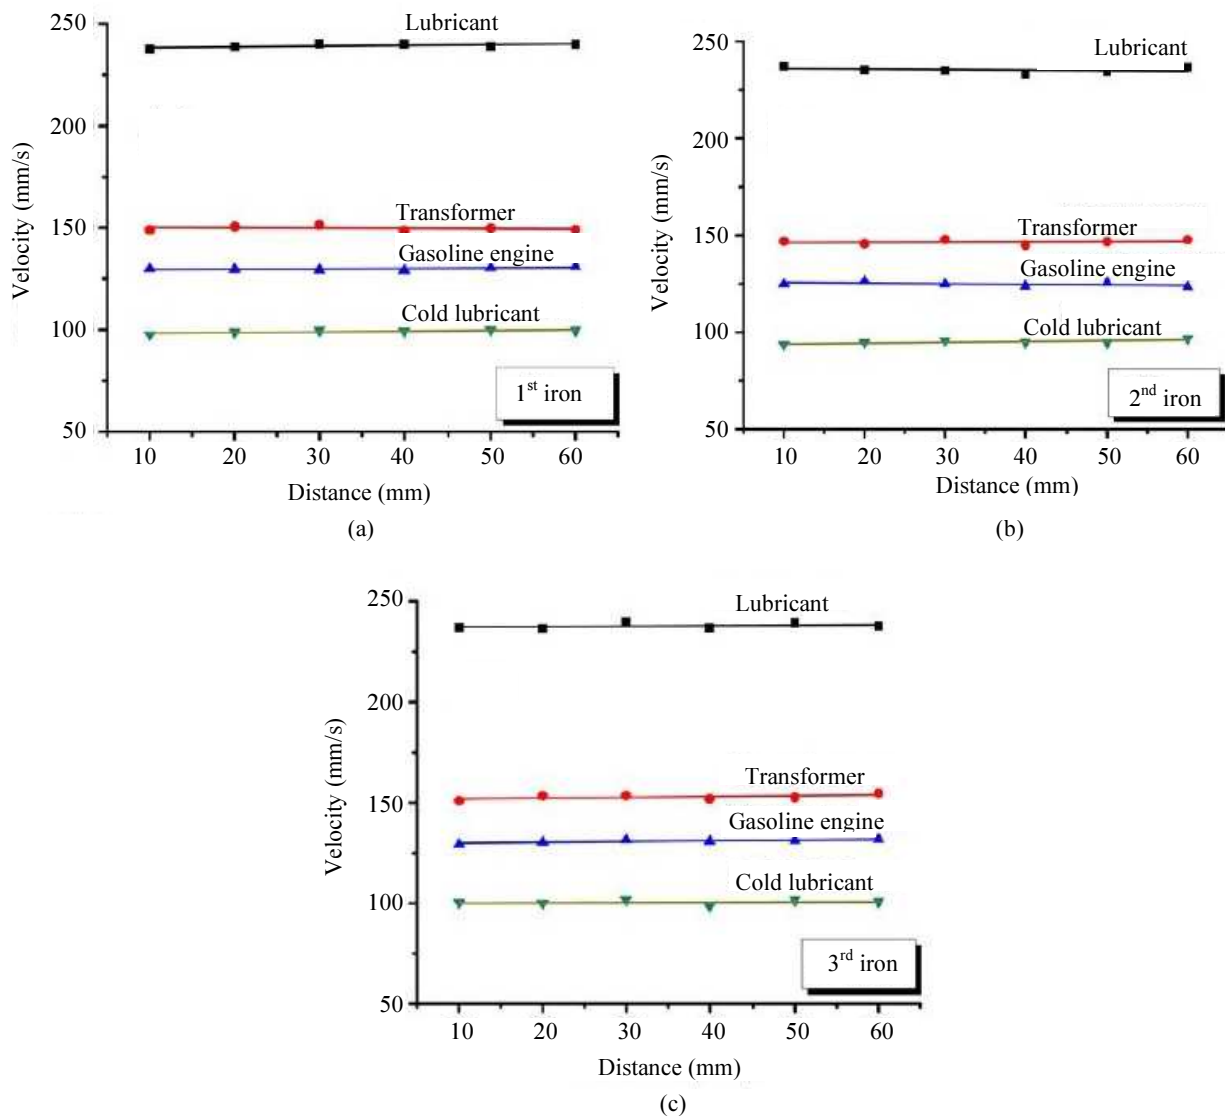 250
200
150
100
50
Velocity (mm/s)
Lubricant
Transformer
Gasoline engine
Cold lubricant
1st iron
10 20 30 40 50 60
Distance (mm)
(a)
250
200
150
100
50
Velocity (mm/s)
Lubricant
Transformer
Gasoline engine
Cold lubricant
2nd iron
10 20 30 40 50 60
Distance (mm)
(b)
250
200
150
100
50
Velocity (mm/s)
Lubricant
Transformer
Gasoline engine
Cold lubricant
3rd iron
10 20 30 40 50 60
Distance (mm)
(c)